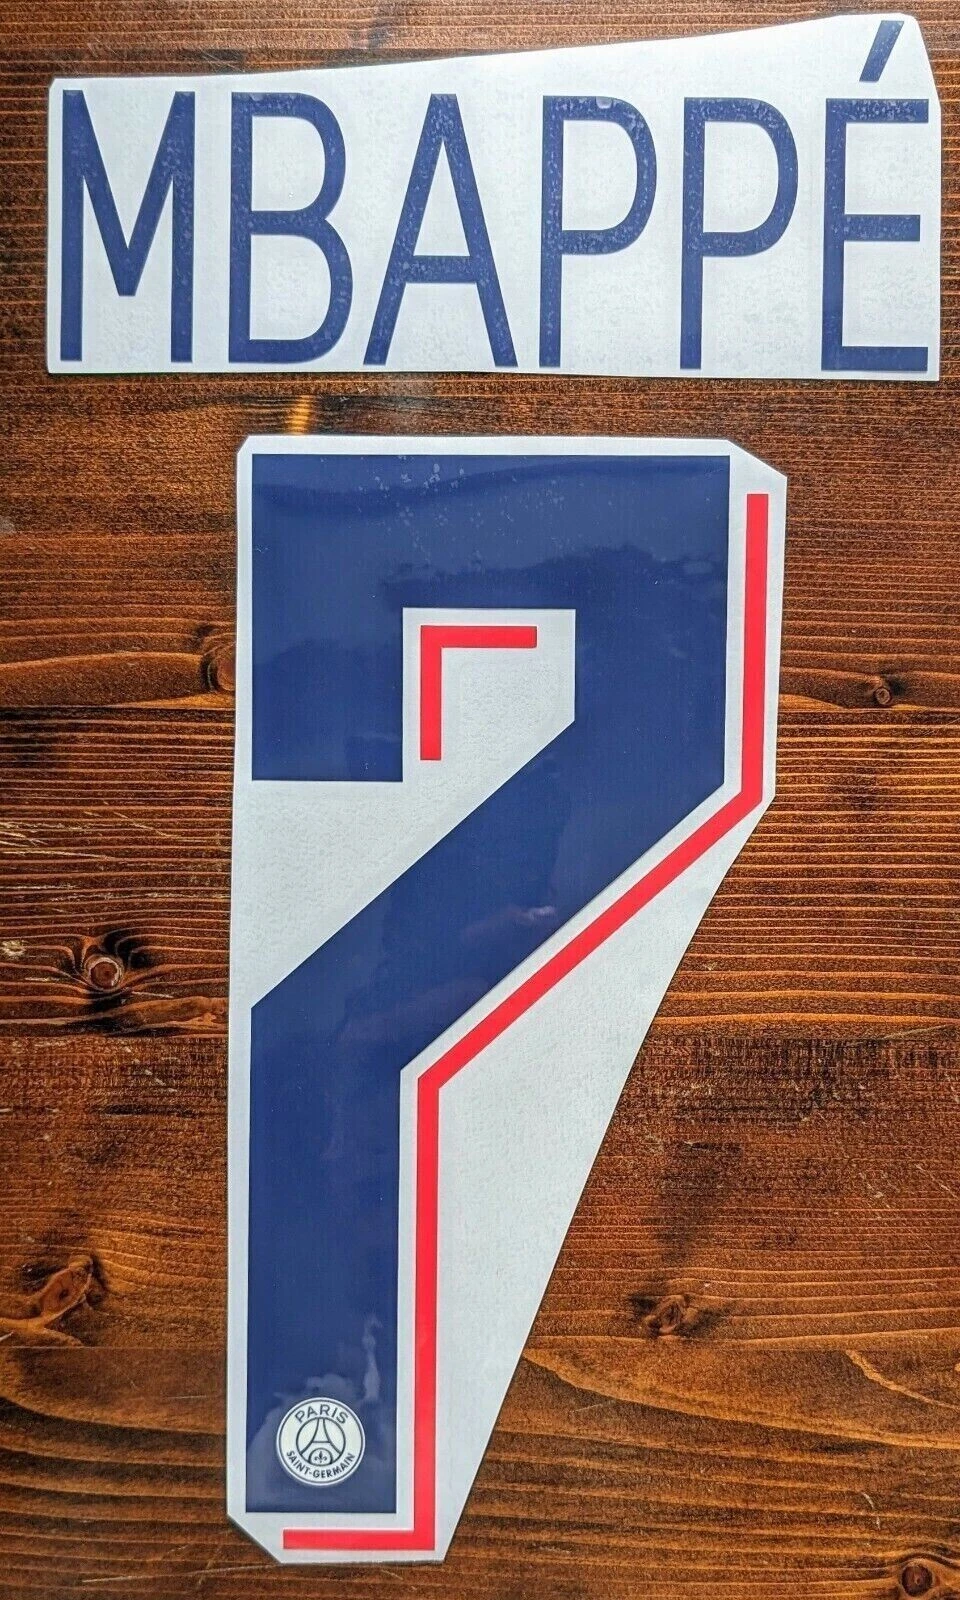 MBAPPÉ
7
PARIS
SAINT-GERMAIN